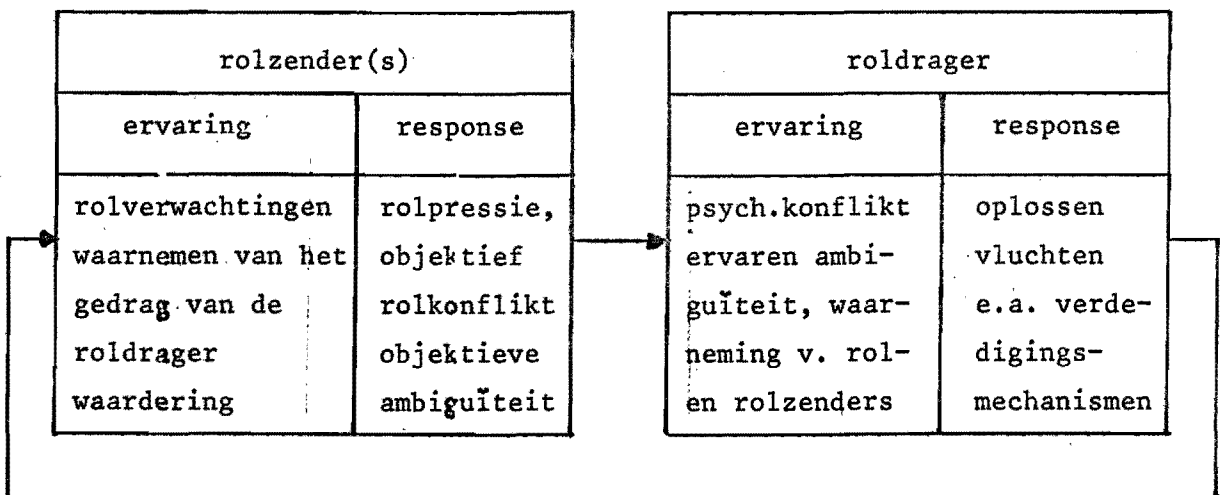 rolzender(s)
ervaring
response
rolverwachtingen
waarnemen van het
gedrag van de
roldrager
waardering
rolpressie,
objektief
rolkonflikt
objektieve
ambiguïteit
roldrager
ervaring
response
psych.konflikt
ervaren ambi-
guïteit, waar-
neming v. rol-
en rolzenders
oplossen
vluchten
e.a. verde-
digings-
mechanismen